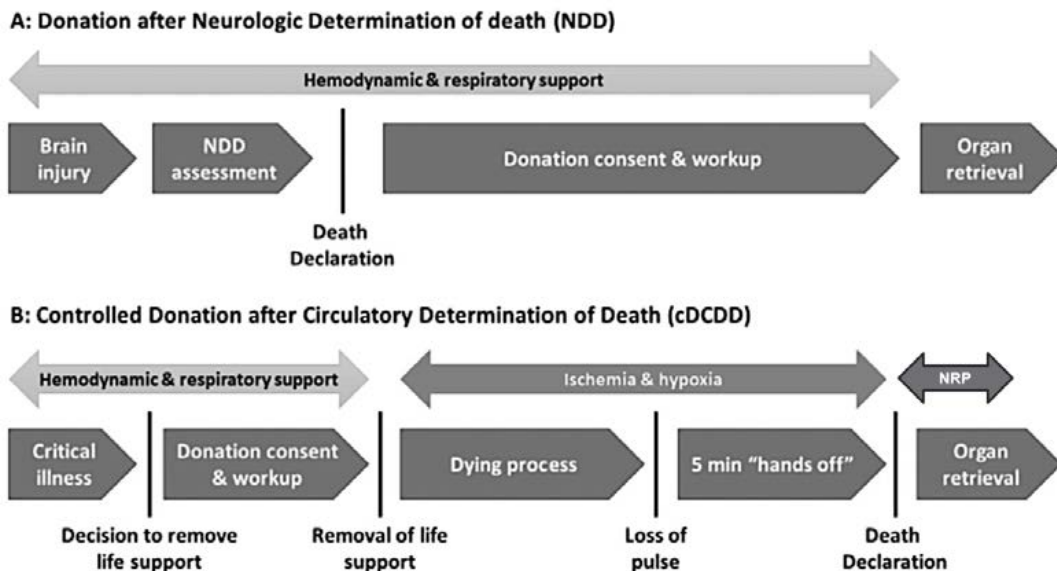 A: Donation after Neurologic Determination of death (NDD)
Hemodynamic & respiratory support
Brain
injury
NDD
assessment
Donation consent & workup
Organ
retrieval
Death
Declaration
B: Controlled Donation after Circulatory Determination of Death (cDCDD)
Hemodynamic & respiratory support
Ischemia & hypoxia
NRP
Critical
illness
Donation consent
& workup
Dying process
5 min “hands off”
Organ
retrieval
Decision to remove
life support
Removal of life
support
Loss of
pulse
Death
Declaration